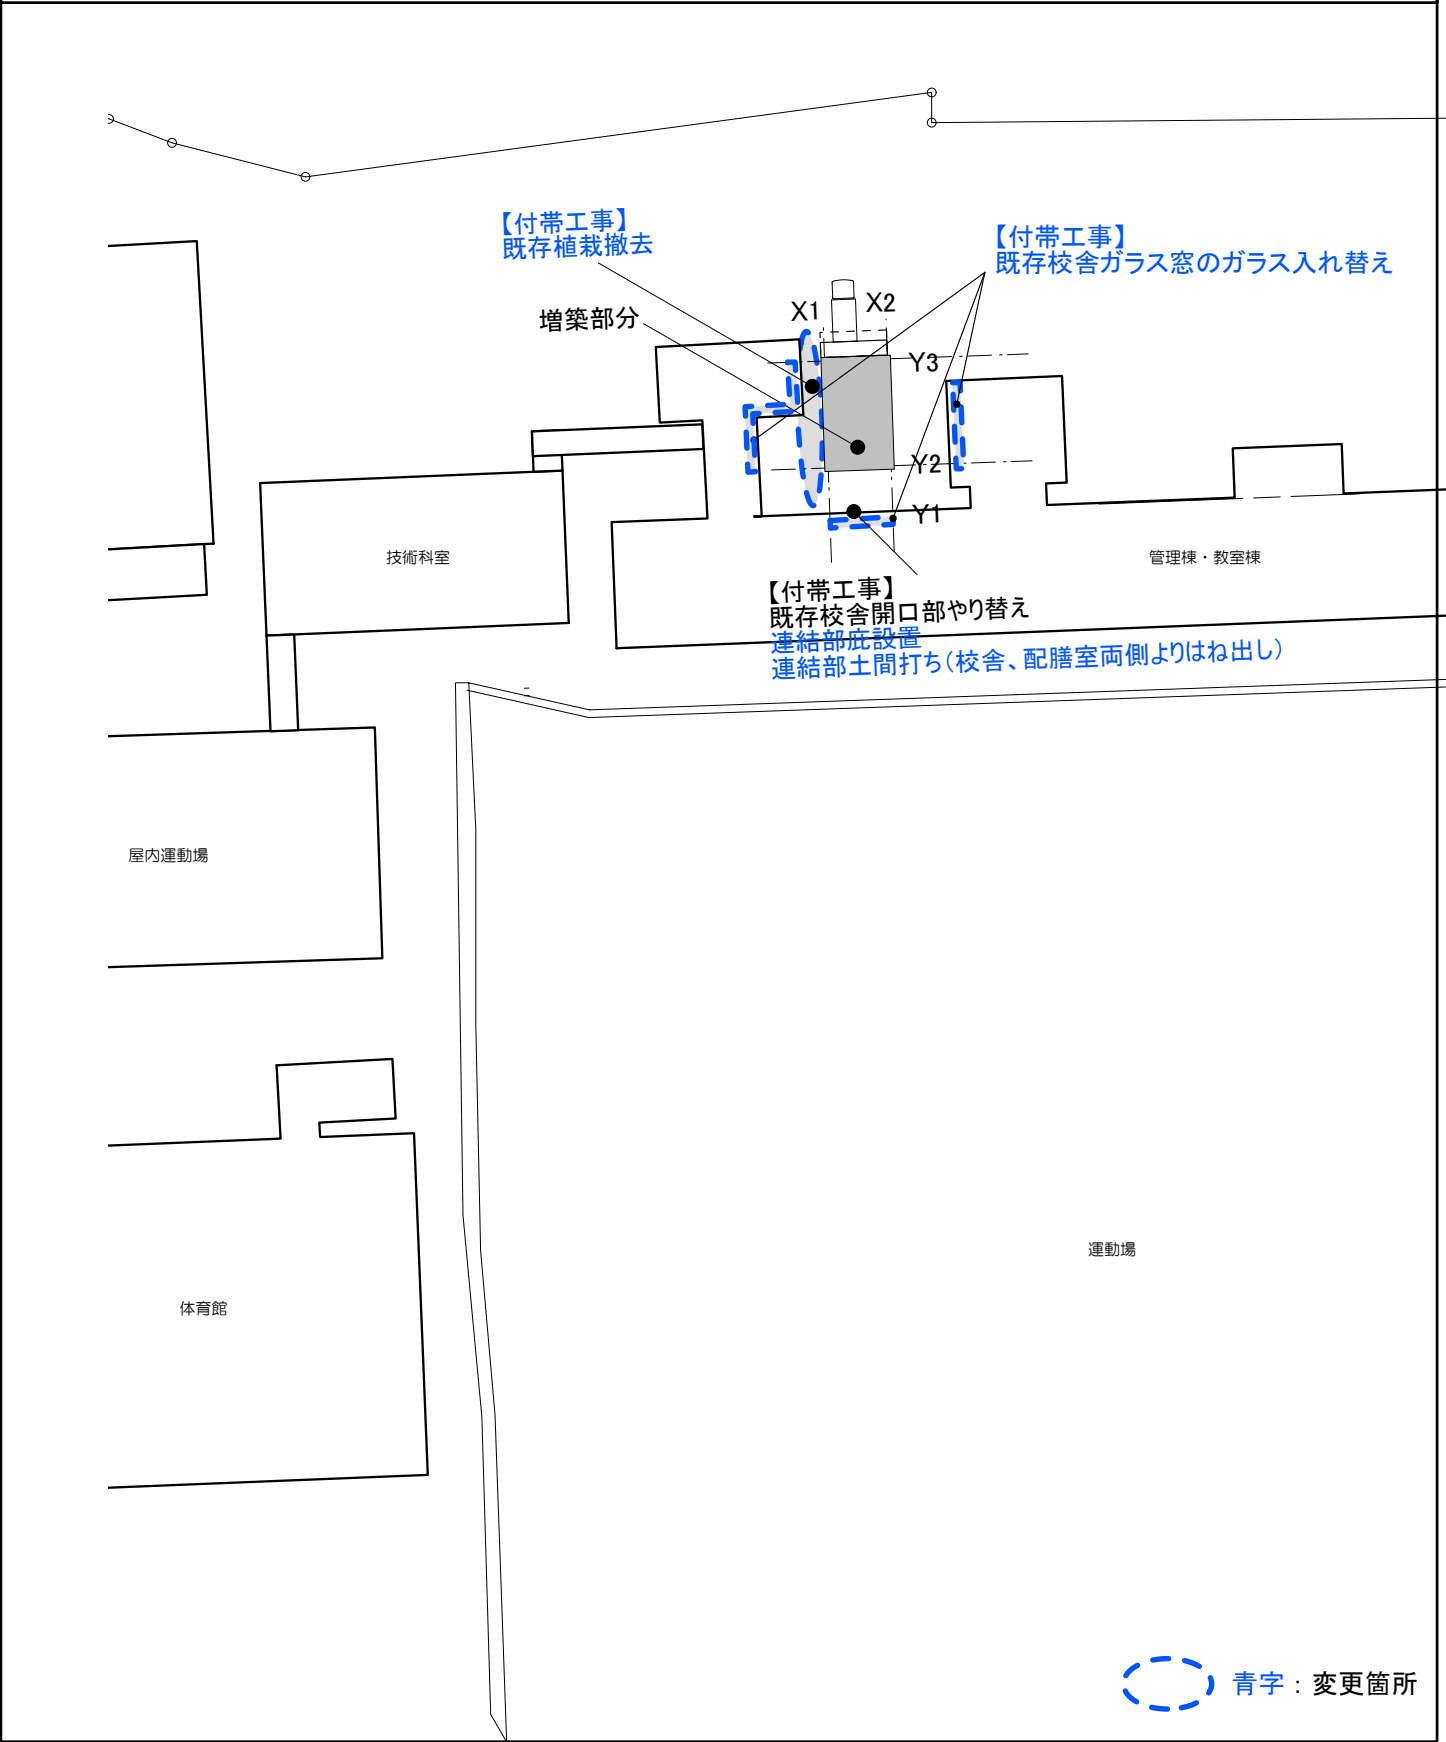 【付帯工事】
既存植栽撤去
【付帯工事】
既存校舎ガラス窓のガラス入れ替え
増築部分
X1
X2
Y3
Y2
Y1
技術科室
管理棟・教室棟
【付帯工事】
既存校舎開口部やり替え
連結部庇設置
連結部土間打ち（校舎、配膳室両側よりはね出し）
屋内運動場
運動場
体育館
青字：変更箇所